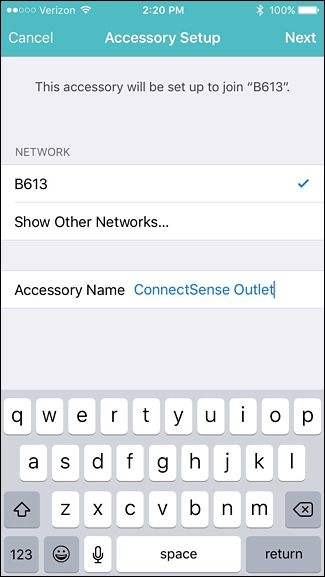 Verizon 2:20 PM 100%
Cancel Accessory Setup Next
This accessory will be set up to join “B613”.
NETWORK
B613
Show Other Networks...
Accessory Name ConnectSense Outlet
q w e r t y u i o p
a s d f g h j k l
z x c v b n m
123 space return